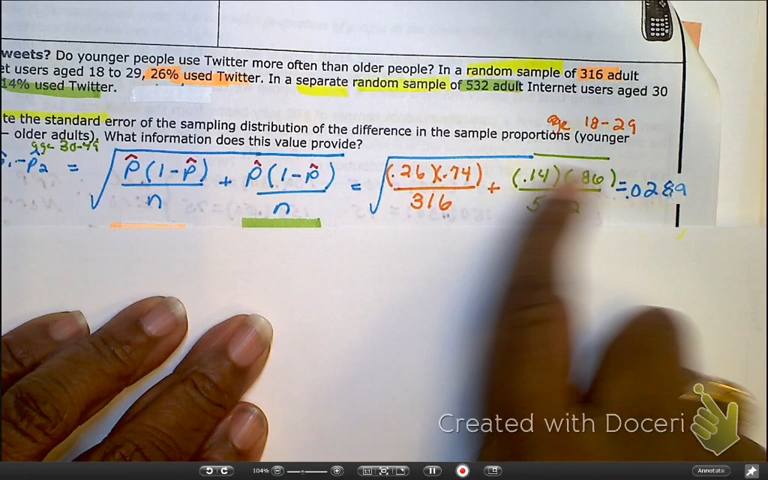 weets? Do younger people use Twitter more often than older people? In a random sample of 316 adult
et users aged 18 to 29, 26% used Twitter. In a separate random sample of 532 adult Internet users aged 30
14% used Twitter.
te the standard error of the sampling distribution of the difference in the sample proportions (younger
age 18-29
– older adults). What information does this value provide?
age 30-49
-p₂ = √ p̂(1-p̂)/n + p̂(1-p̂)/n = √ (.26)(.74)/316 + (.14)(.86)/ = .0289
Created with Doceri
104%
Annotate